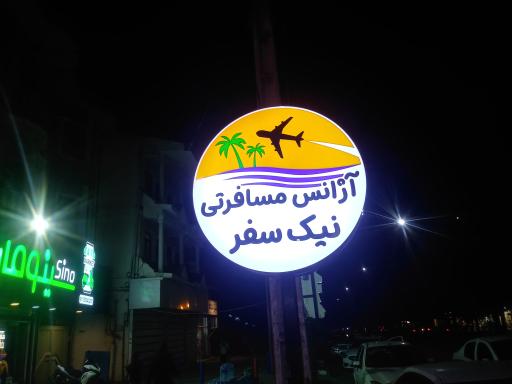 آژانس مسافرتی
نیک سفر
Sino